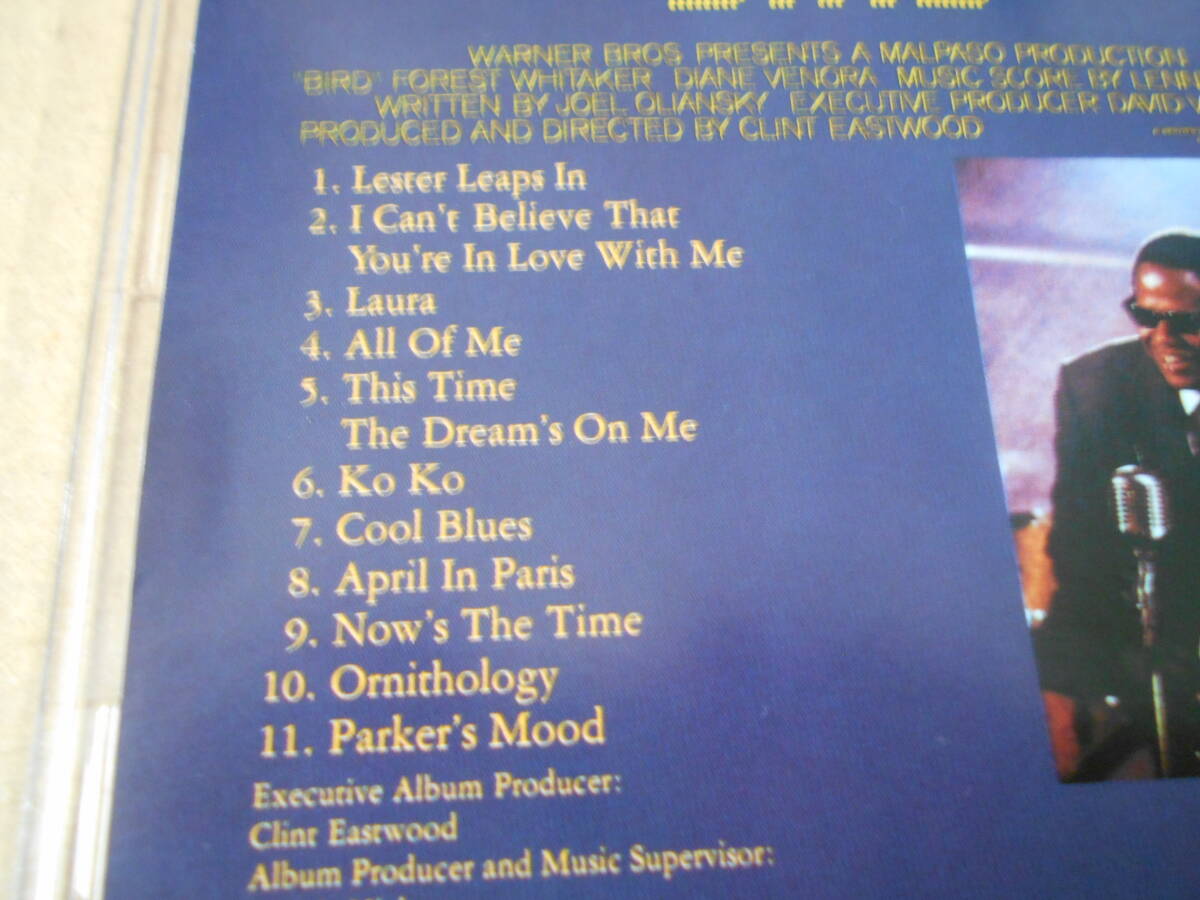 WARNER BROS. PRESENTS A MALPASO PRODUCTION
"BIRD" FOREST WHITAKER DIANE VENORA MUSIC SCORE BY
WRITTEN BY JOEL OLIANSKY EXECUTIVE PRODUCER DAVID
PRODUCED AND DIRECTED BY CLINT EASTWOOD
1. Lester Leaps In
2. I Can't Believe That
You're In Love With Me
3. Laura
4. All Of Me
5. This Time
The Dream's On Me
6. Ko Ko
7. Cool Blues
8. April In Paris
9. Now's The Time
10. Ornithology
11. Parker's Mood
Executive Album Producer:
Clint Eastwood
Album Producer and Music Supervisor: